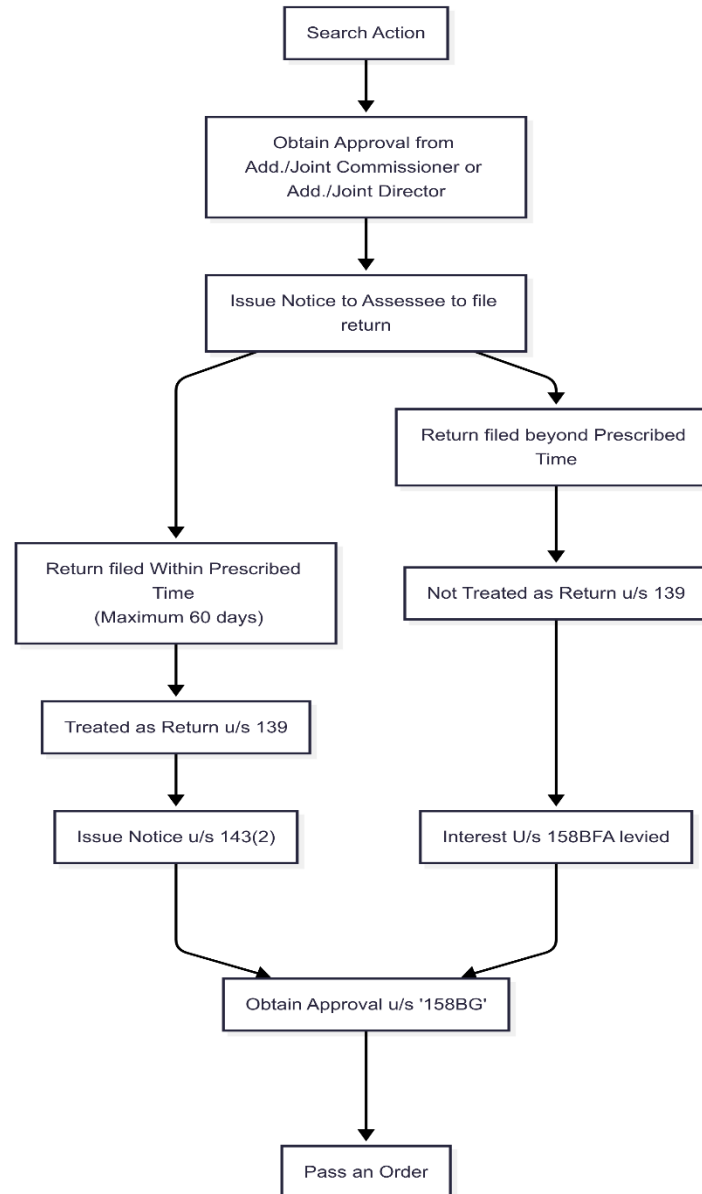 Search Action
Obtain Approval from
Add./Joint Commissioner or
Add./Joint Director
Issue Notice to Assessee to file
return
Return filed beyond Prescribed
Time
Return filed Within Prescribed
Time
(Maximum 60 days)
Not Treated as Return u/s 139
Treated as Return u/s 139
Issue Notice u/s 143(2)
Interest U/s 158BFA levied
Obtain Approval u/s '158BG'
Pass an Order